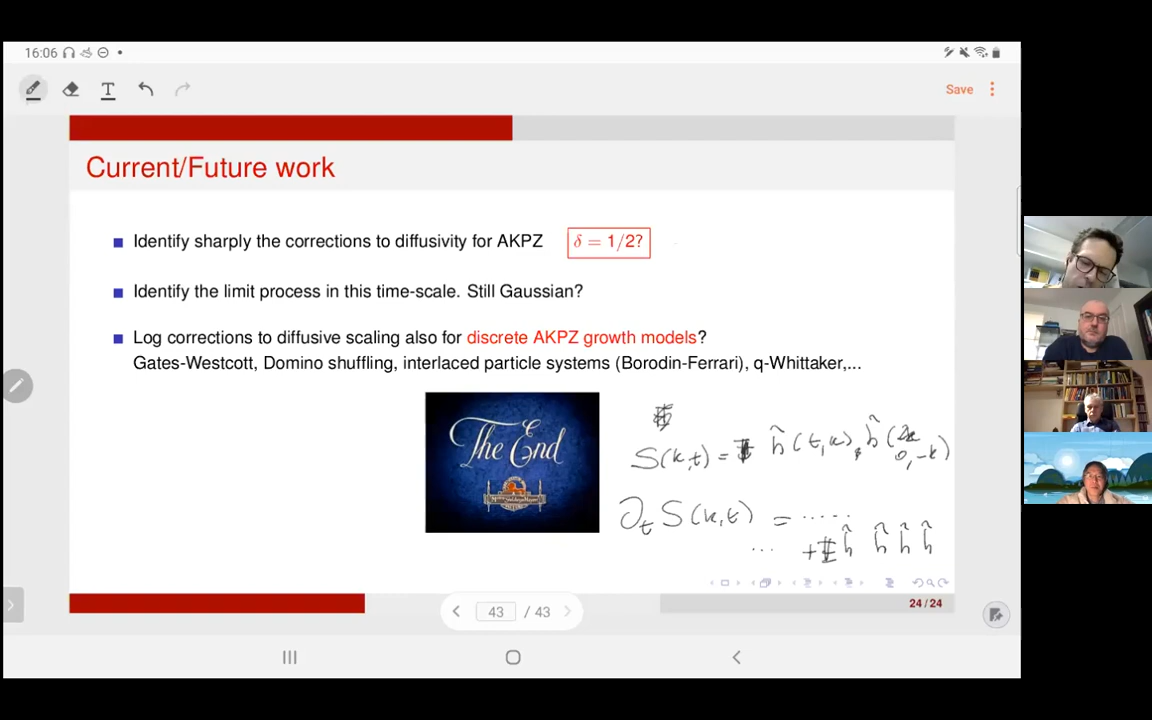 16:06
T
Save
Current/Future work
Identify sharply the corrections to diffusivity for AKPZ δ = 1/2?
Identify the limit process in this time-scale. Still Gaussian?
Log corrections to diffusive scaling also for discrete AKPZ growth models?
Gates-Westcott, Domino shuffling, interlaced particle systems (Borodin-Ferrari), q-Whittaker,...
The End
S(k,t) = ĥ(t,k), ĥ(0,-k)
∂t S(k,t) = .....
... + E ĥ ĥ ĥ ĥ
24 / 24
43 / 43